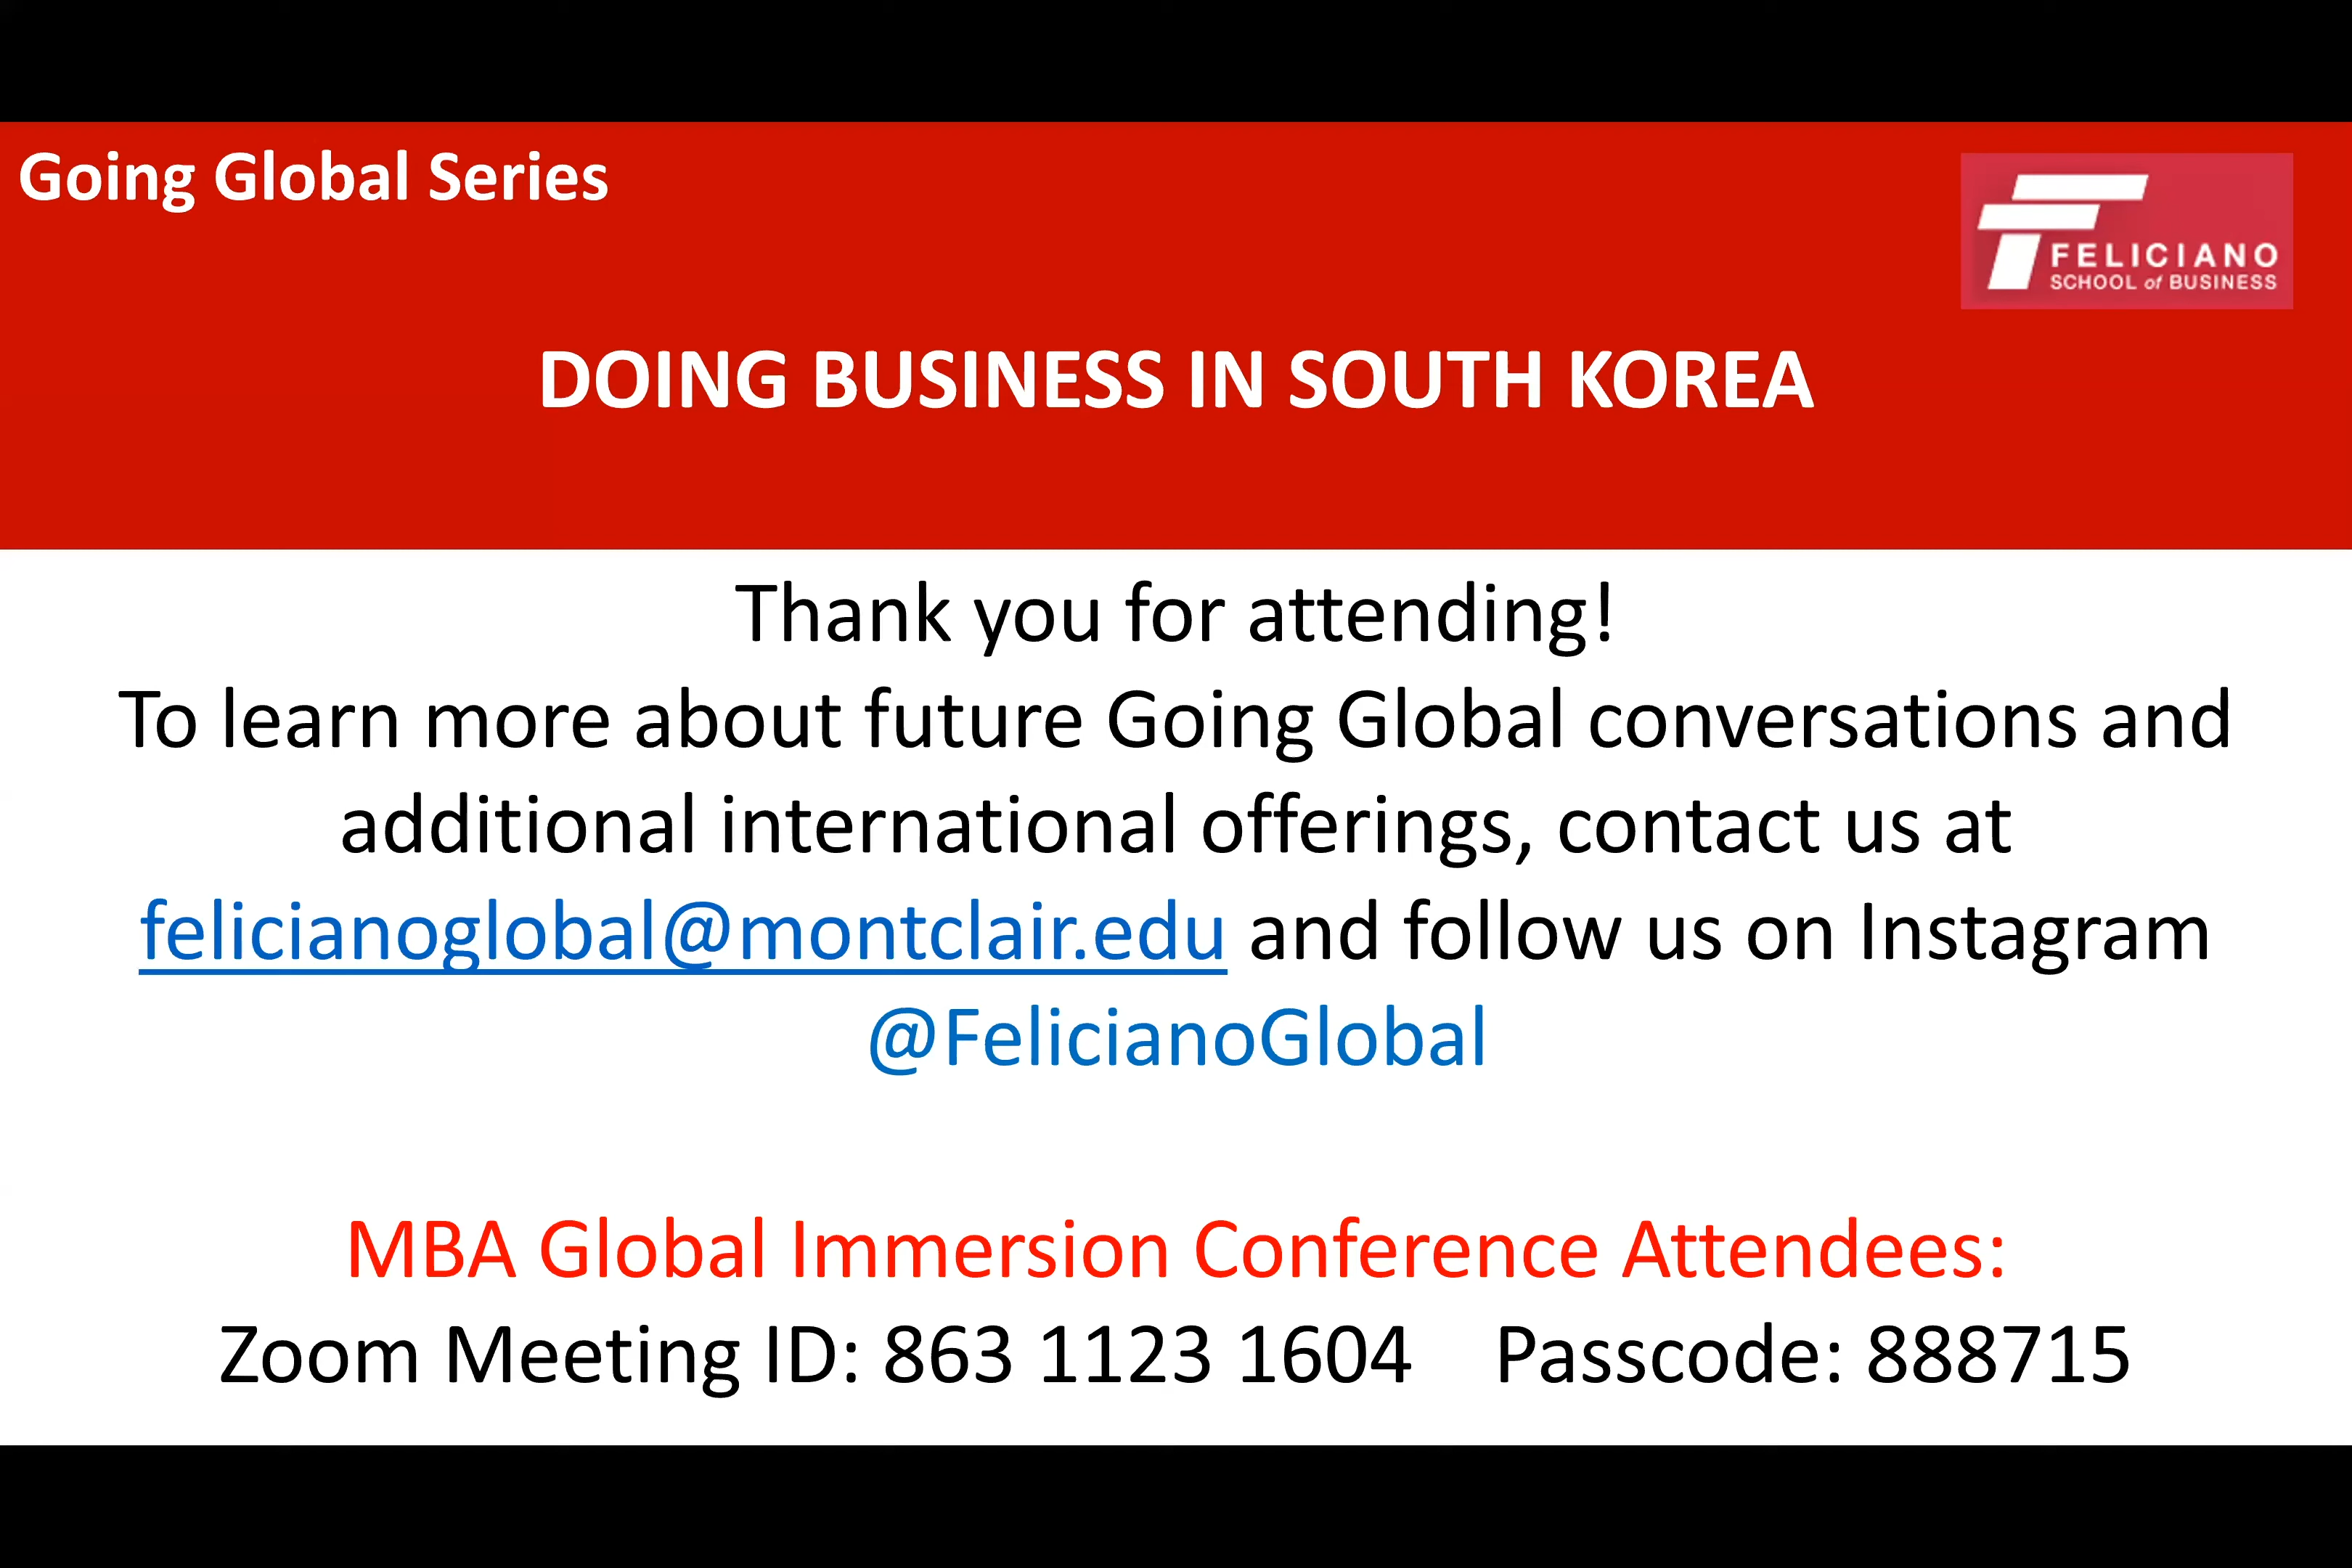 Going Global Series
FELICIANO
SCHOOL of BUSINESS
DOING BUSINESS IN SOUTH KOREA
Thank you for attending!
To learn more about future Going Global conversations and
additional international offerings, contact us at
felicianoglobal@montclair.edu and follow us on Instagram
@FelicianoGlobal
MBA Global Immersion Conference Attendees:
Zoom Meeting ID: 863 1123 1604 Passcode: 888715